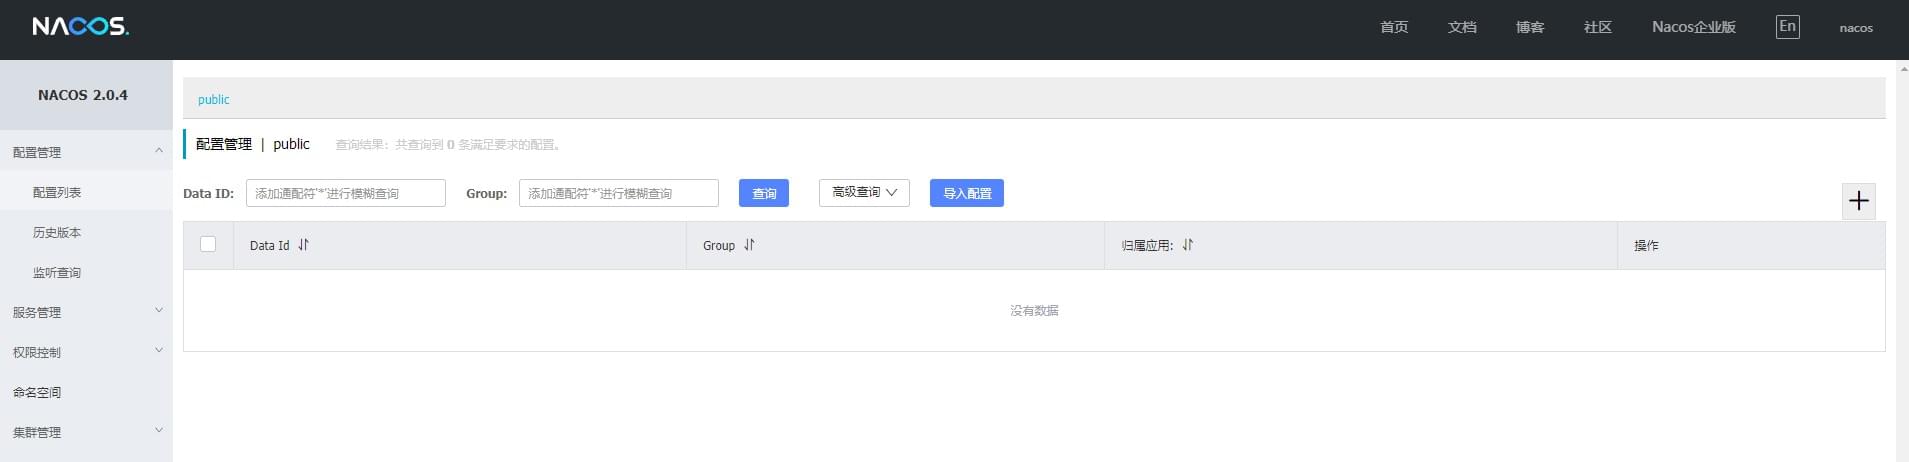 NACOS. 首页 文档 博客 社区 Nacos企业版 En nacos
NACOS 2.0.4
public
配置管理
配置管理 | public 查询结果：共查询到 0 条满足要求的配置。
配置列表
Data ID: 添加通配符'*'进行模糊查询 Group: 添加通配符'*'进行模糊查询 查询 高级查询 导入配置
历史版本
Data Id Group 归属应用: 操作
监听查询
服务管理
没有数据
权限控制
命名空间
集群管理